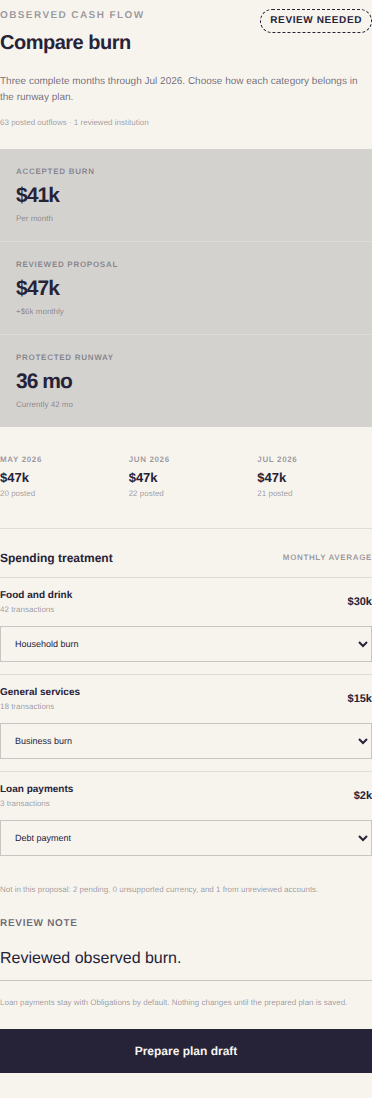 OBSERVED CASH FLOW
REVIEW NEEDED
Compare burn
Three complete months through Jul 2026. Choose how each category belongs in
the runway plan.
63 posted outflows · 1 reviewed institution
ACCEPTED BURN
$41k
Per month
REVIEWED PROPOSAL
$47k
+$6k monthly
PROTECTED RUNWAY
36 mo
Currently 42 mo
MAY 2026 JUN 2026 JUL 2026
$47k $47k $47k
20 posted 22 posted 21 posted
Spending treatment MONTHLY AVERAGE
Food and drink
42 transactions
$30k
Household burn
General services
18 transactions
$15k
Business burn
Loan payments
3 transactions
$2k
Debt payment
Not in this proposal: 2 pending, 0 unsupported currency, and 1 from unreviewed accounts.
REVIEW NOTE
Reviewed observed burn.
Loan payments stay with Obligations by default. Nothing changes until the prepared plan is saved.
Prepare plan draft